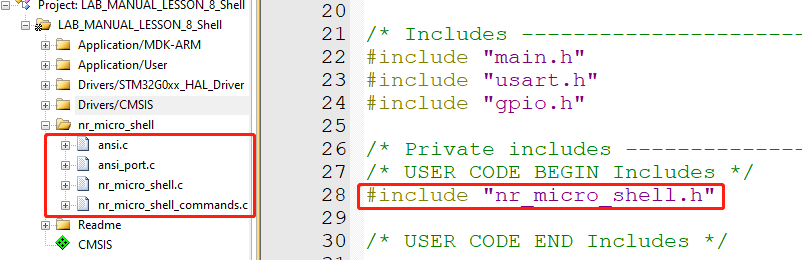 Project: LAB_MANUAL_LESSON_8_Shell
LAB_MANUAL_LESSON_8_Shell
Application/MDK-ARM
Application/User
Drivers/STM32G0xx_HAL_Driver
Drivers/CMSIS
nr_micro_shell
ansi.c
ansi_port.c
nr_micro_shell.c
nr_micro_shell_commands.c
Readme
CMSIS
20
21 /* Includes -----------------------
22 #include "main.h"
23 #include "usart.h"
24 #include "gpio.h"
25
26 /* Private includes ---------------
27 /* USER CODE BEGIN Includes */
28 #include "nr_micro_shell.h"
29
30 /* USER CODE END Includes */